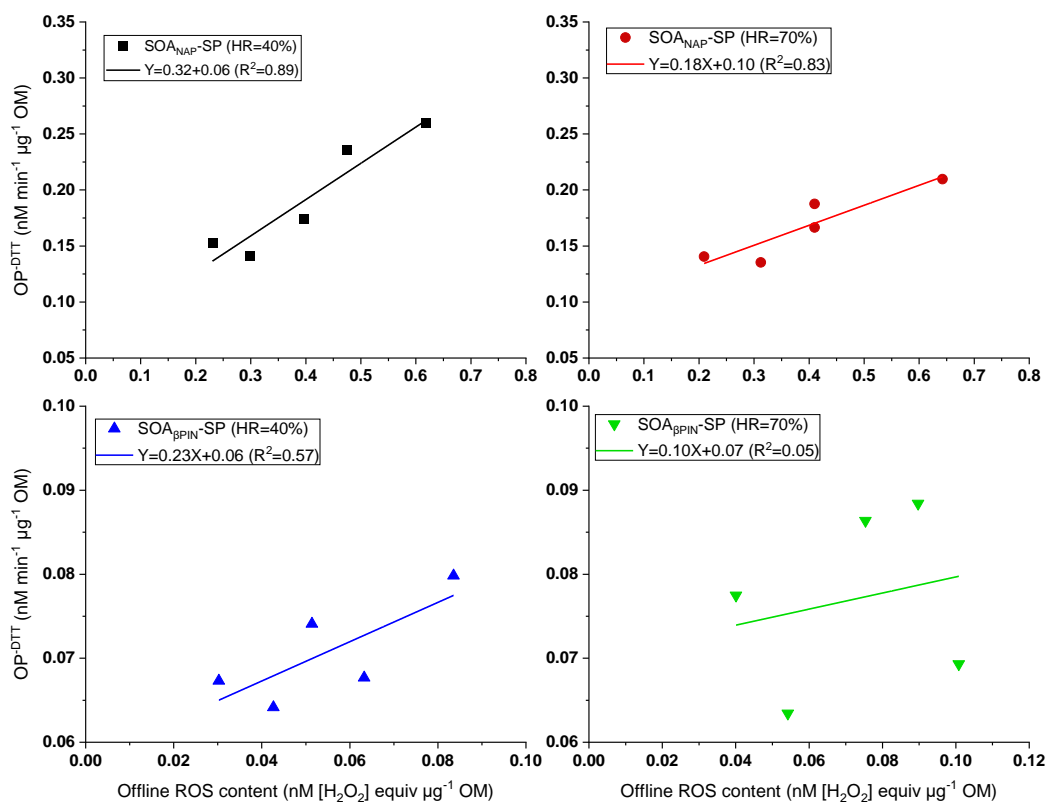 0.35
0.30
0.25
0.20
0.15
0.10
0.05
OP-DTT (nM min-1 µg-1 OM)
SOANAP-SP (HR=40%)
Y=0.32+0.06 (R2=0.89)
0.0 0.1 0.2 0.3 0.4 0.5 0.6 0.7 0.8
0.35
0.30
0.25
0.20
0.15
0.10
0.05
SOANAP-SP (HR=70%)
Y=0.18X+0.10 (R2=0.83)
0.0 0.1 0.2 0.3 0.4 0.5 0.6 0.7 0.8
0.10
0.09
0.08
0.07
0.06
OP-DTT (nM min-1 µg-1 OM)
SOAβPIN-SP (HR=40%)
Y=0.23X+0.06 (R2=0.57)
0.00 0.02 0.04 0.06 0.08 0.10
Offline ROS content (nM [H2O2] equiv µg-1 OM)
0.10
0.09
0.08
0.07
0.06
SOAβPIN-SP (HR=70%)
Y=0.10X+0.07 (R2=0.05)
0.00 0.02 0.04 0.06 0.08 0.10 0.12
Offline ROS content (nM [H2O2] equiv µg-1 OM)